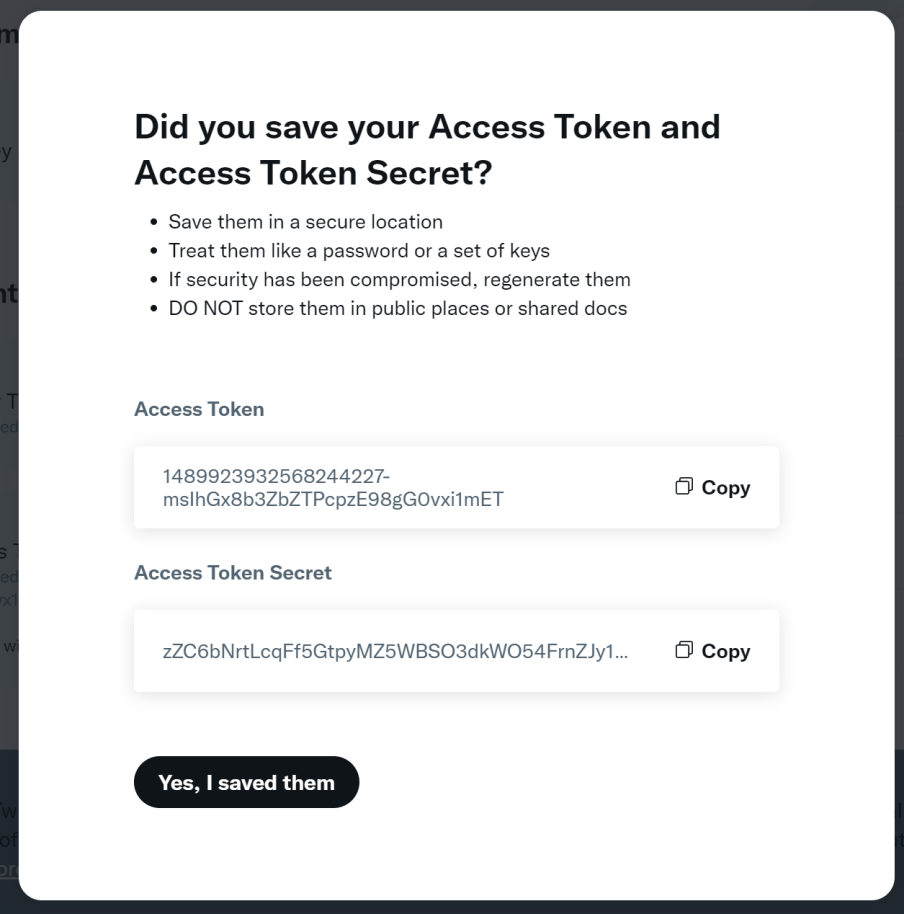 Did you save your Access Token and
Access Token Secret?
• Save them in a secure location
• Treat them like a password or a set of keys
• If security has been compromised, regenerate them
• DO NOT store them in public places or shared docs
Access Token
1489923932568244227-
msIhGx8b3ZbZTPcpzE98gG0vxi1mET
Copy
Access Token Secret
zZC6bNrtLcqFf5GtpyMZ5WBSO3dkWO54FrnZJy1...
Copy
Yes, I saved them